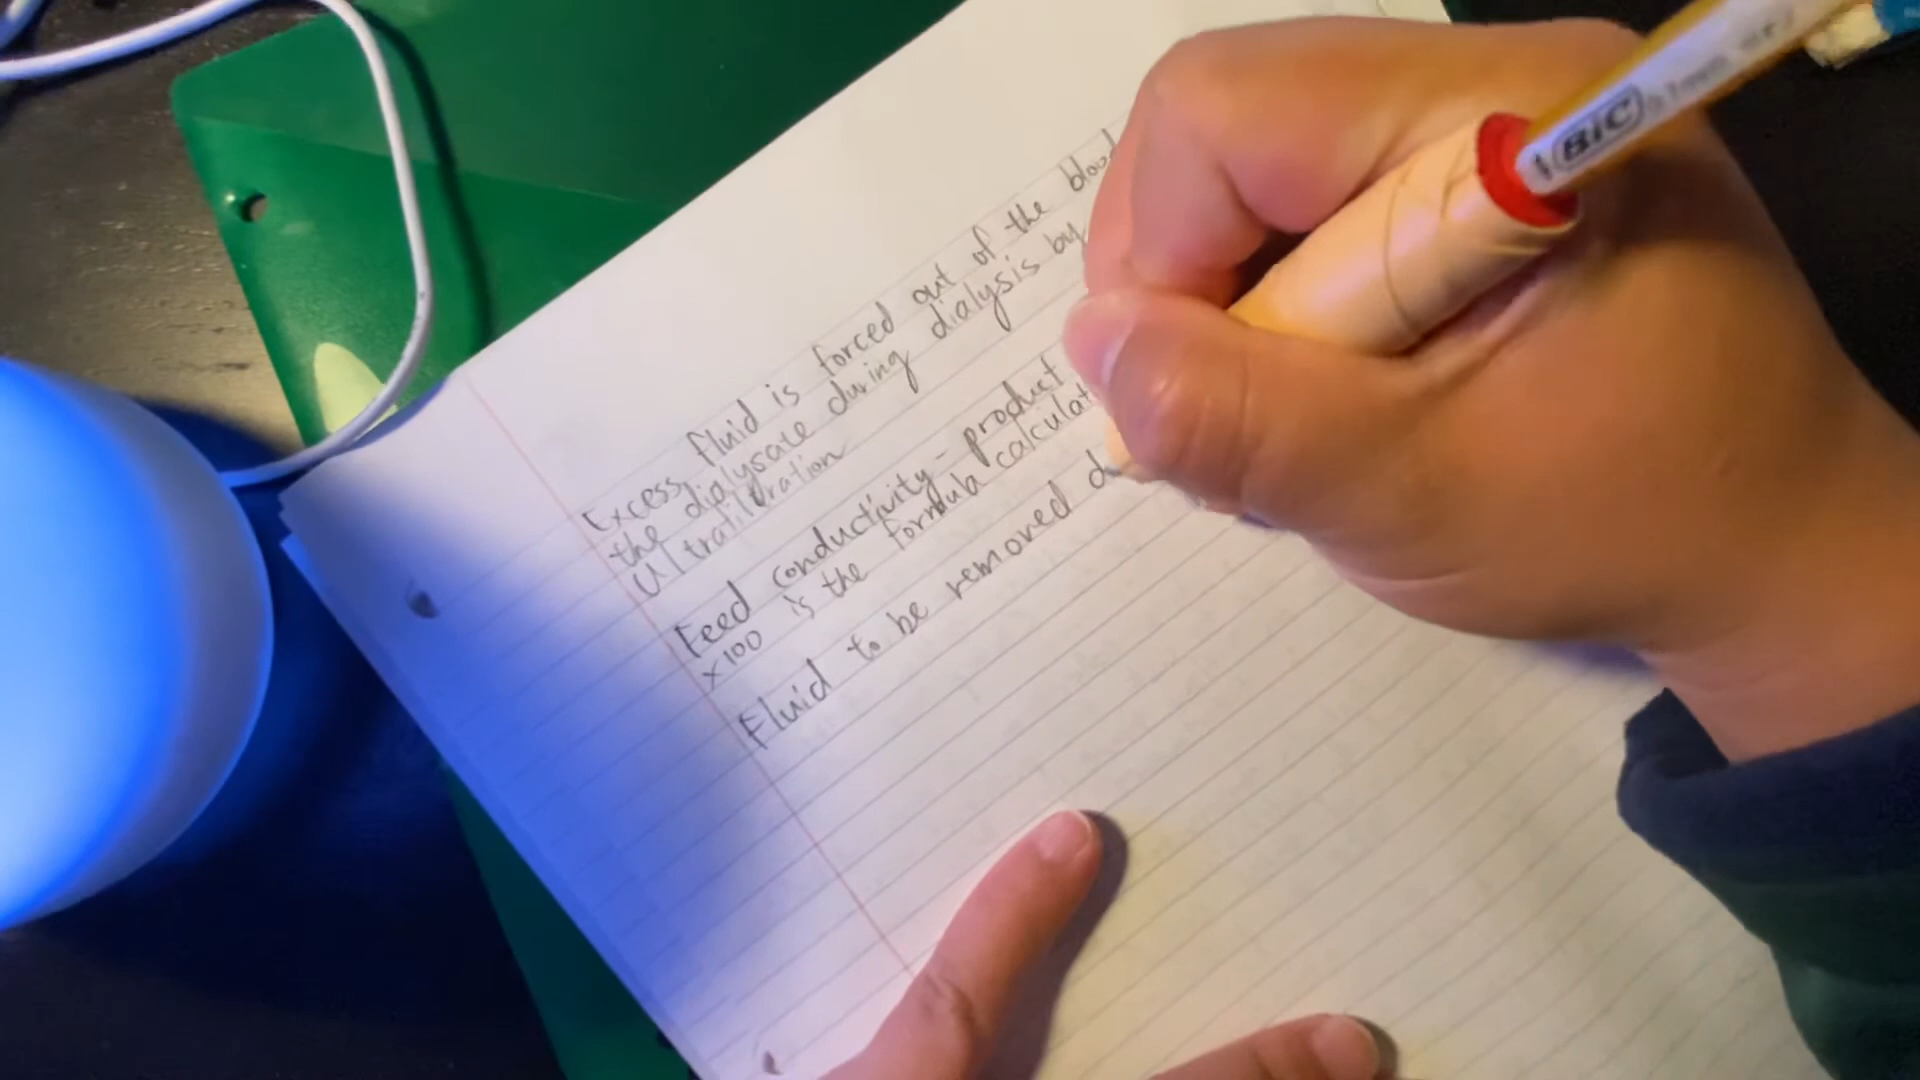 Excess fluid is forced out of the blood
the dialysate during dialysis by
Ultrafiltration
Feed conductivity - product
x100 is the formula calculat
Fluid to be removed d
BIC